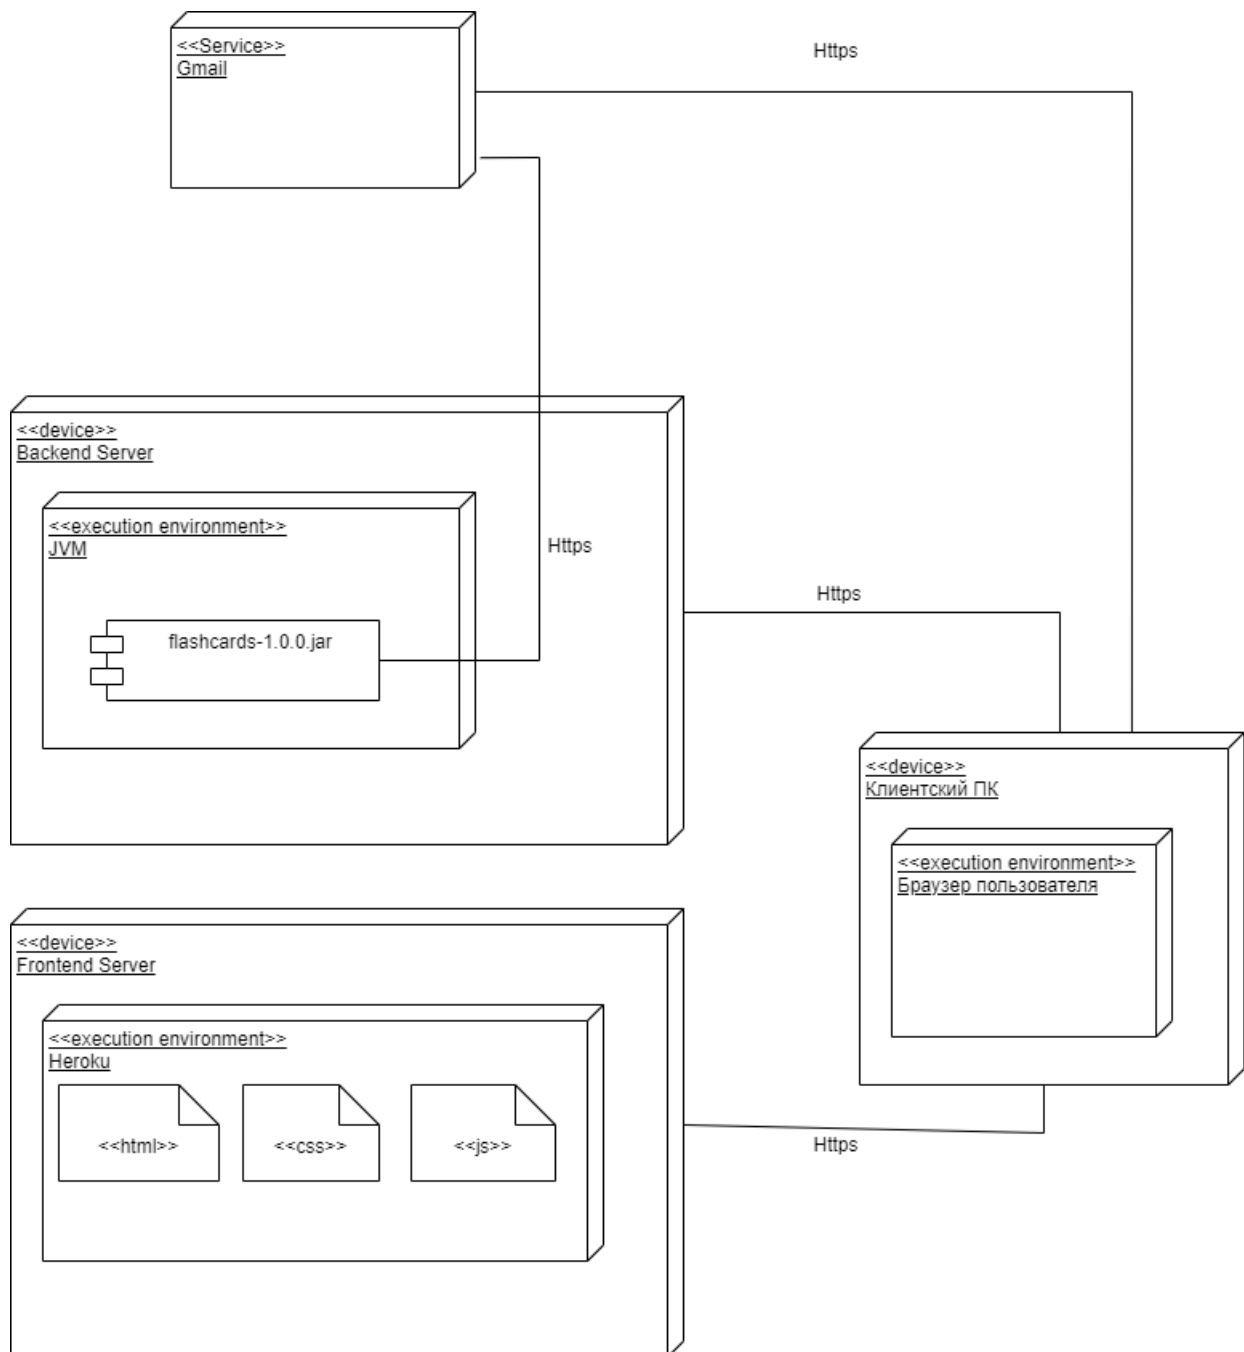 <<Service>>
Gmail
Https
<<device>>
Backend Server
<<execution environment>>
JVM
Https
flashcards-1.0.0.jar
Https
<<device>>
Клиентский ПК
<<execution environment>>
Браузер пользователя
<<device>>
Frontend Server
<<execution environment>>
Heroku
<<html>>
<<css>>
<<js>>
Https